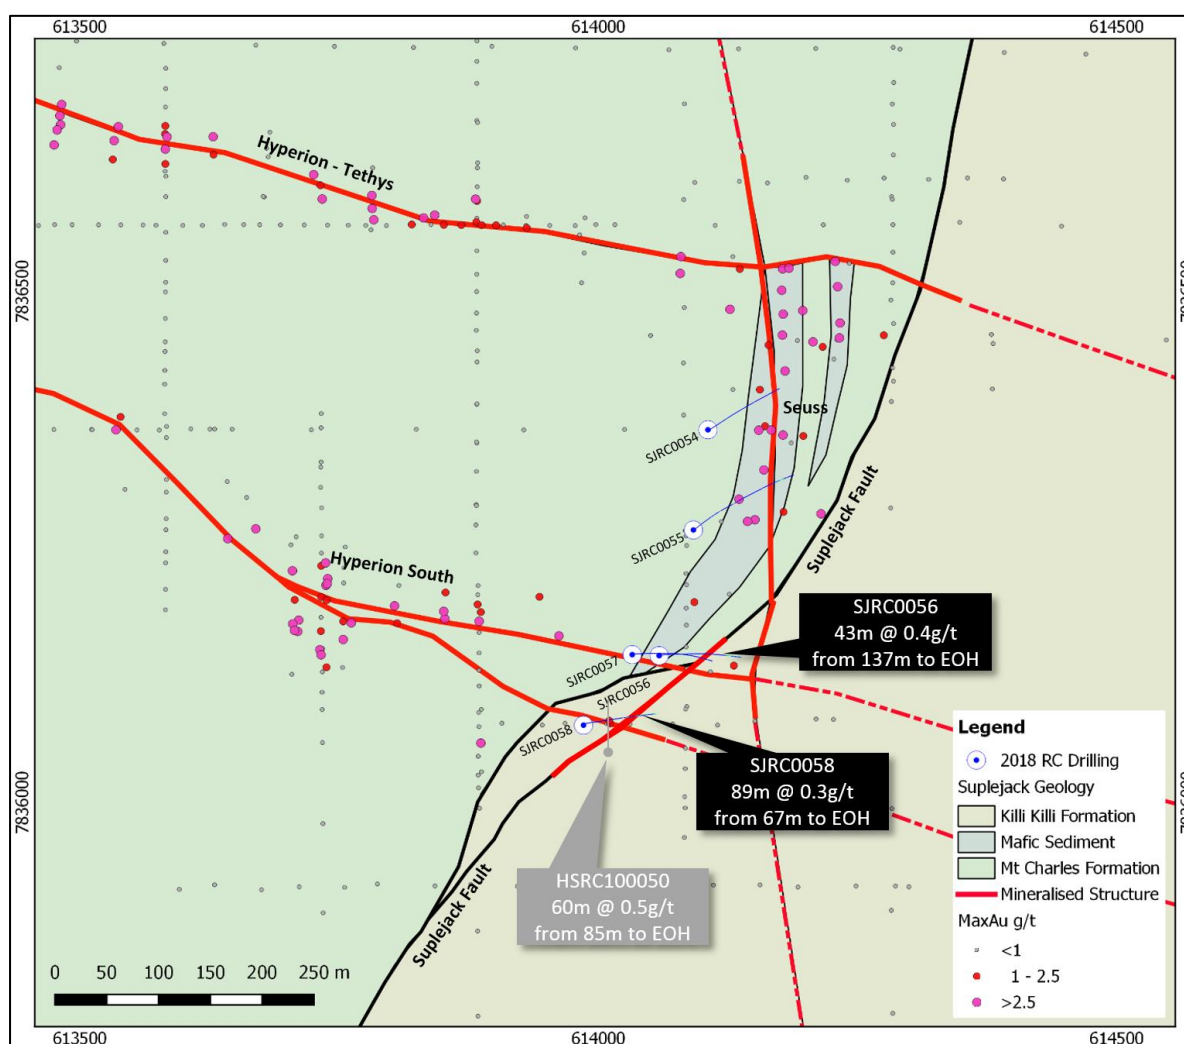 613500
614000
614500
Hyperion - Tethys
7836500
7836500
Seuss
SJRC0054
SJRC0055
Suplejack Fault
Hyperion South
SJRC0056
43m @ 0.4g/t
from 137m to EOH
SJRC0057
SJRC0056
SJRC0058
SJRC0058
89m @ 0.3g/t
from 67m to EOH
7836000
7836000
HSRC100050
60m @ 0.5g/t
from 85m to EOH
Suplejack Fault
Legend
2018 RC Drilling
Suplejack Geology
Killi Killi Formation
Mafic Sediment
Mt Charles Formation
Mineralised Structure
MaxAu g/t
<1
1 - 2.5
>2.5
0 50 100 150 200 250 m
613500
614000
614500